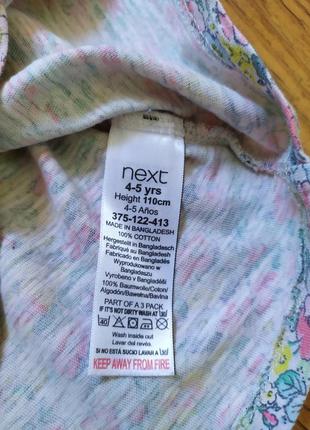 next
4-5 yrs
Height 110cm
4-5 Años
375-122-413
MADE IN BANGLADESH
100% COTTON
Hergestellt in Bangladesch
Fabriqué au Bangladesh
Fabricado en Bangladés
Wyprodukowano w
Bangladeszu
Vyrobeno v Bangladéši
100% Baumwolle/Coton/
Algodón/Bawełna/Bavlna
PART OF A 3 PACK
IF IT'S NOT DIRTY WASH AT 30
40
Wash inside out
Lavar del revés.
SI NO ESTÁ SUCIO LAVAR A 30
KEEP AWAY FROM FIRE